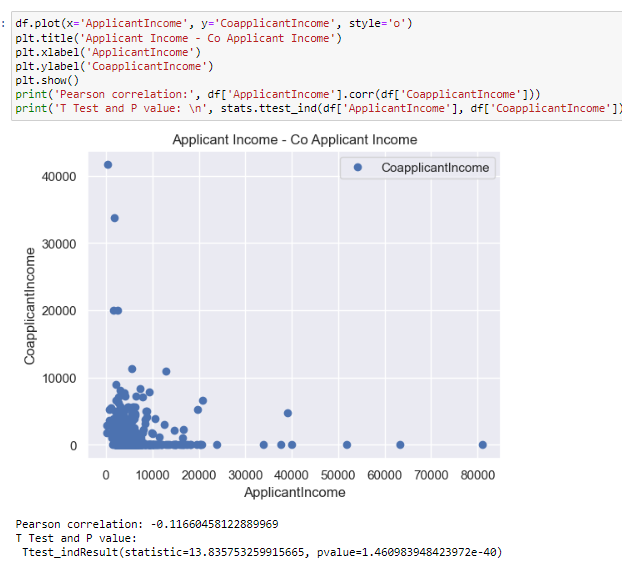 : df.plot(x='ApplicantIncome', y='CoapplicantIncome', style='o')
plt.title('Applicant Income - Co Applicant Income')
plt.xlabel('ApplicantIncome')
plt.ylabel('CoapplicantIncome')
plt.show()
print('Pearson correlation:', df['ApplicantIncome'].corr(df['CoapplicantIncome']))
print('T Test and P value: \n', stats.ttest_ind(df['ApplicantIncome'], df['CoapplicantIncome']))
Applicant Income - Co Applicant Income
CoapplicantIncome
40000
30000
20000
10000
0
CoapplicantIncome
0 10000 20000 30000 40000 50000 60000 70000 80000
ApplicantIncome
Pearson correlation: -0.11660458122889969
T Test and P value:
Ttest_indResult(statistic=13.835753259915665, pvalue=1.460983948423972e-40)